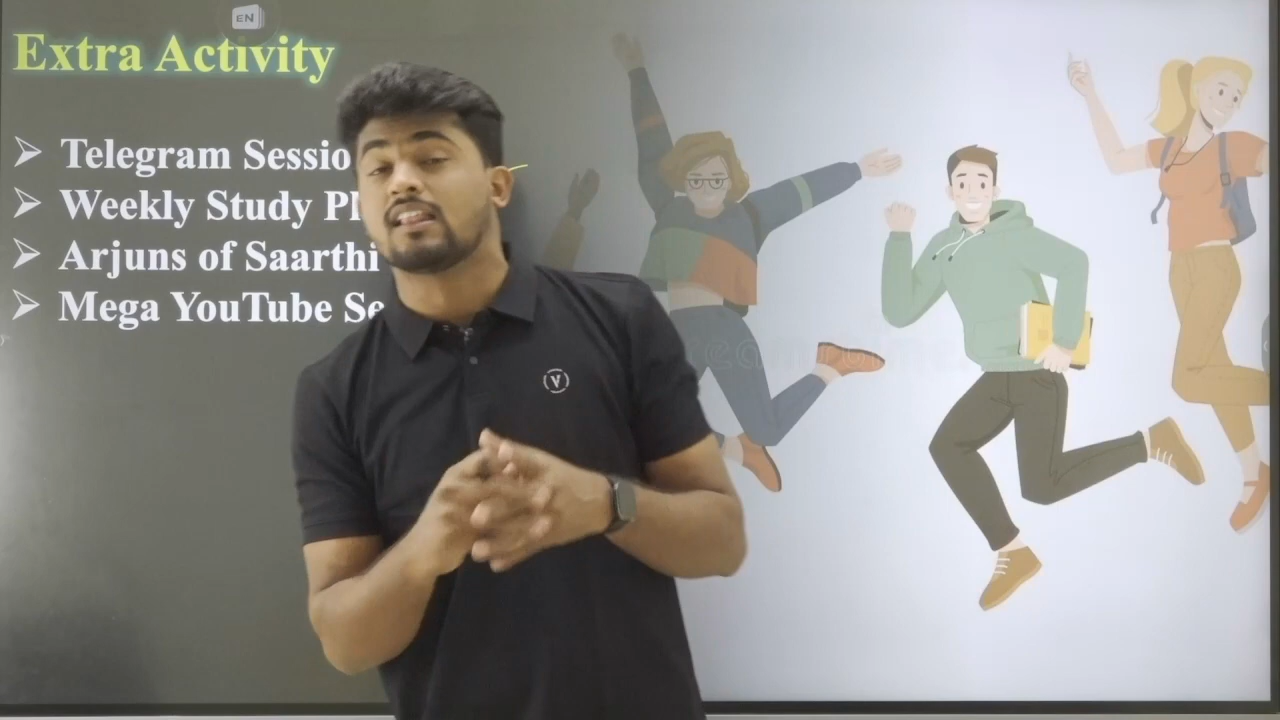 EN
Extra Activity
➢ Telegram Sessio
➢ Weekly Study Pl
➢ Arjuns of Saarthi
➢ Mega YouTube Se
V